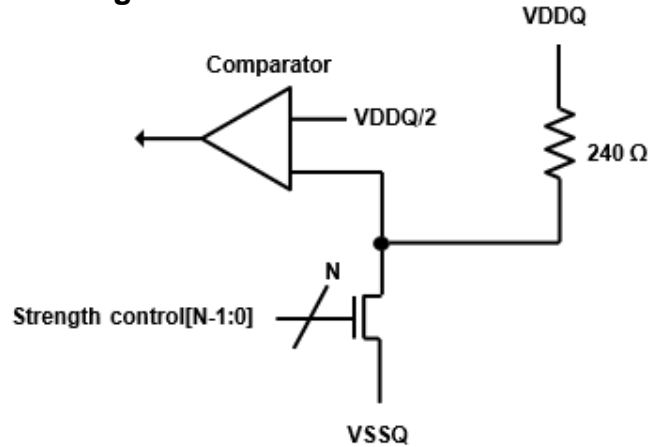 VDDQ
Comparator
VDDQ/2
240 Ω
N
Strength control[N-1:0]
VSSQ